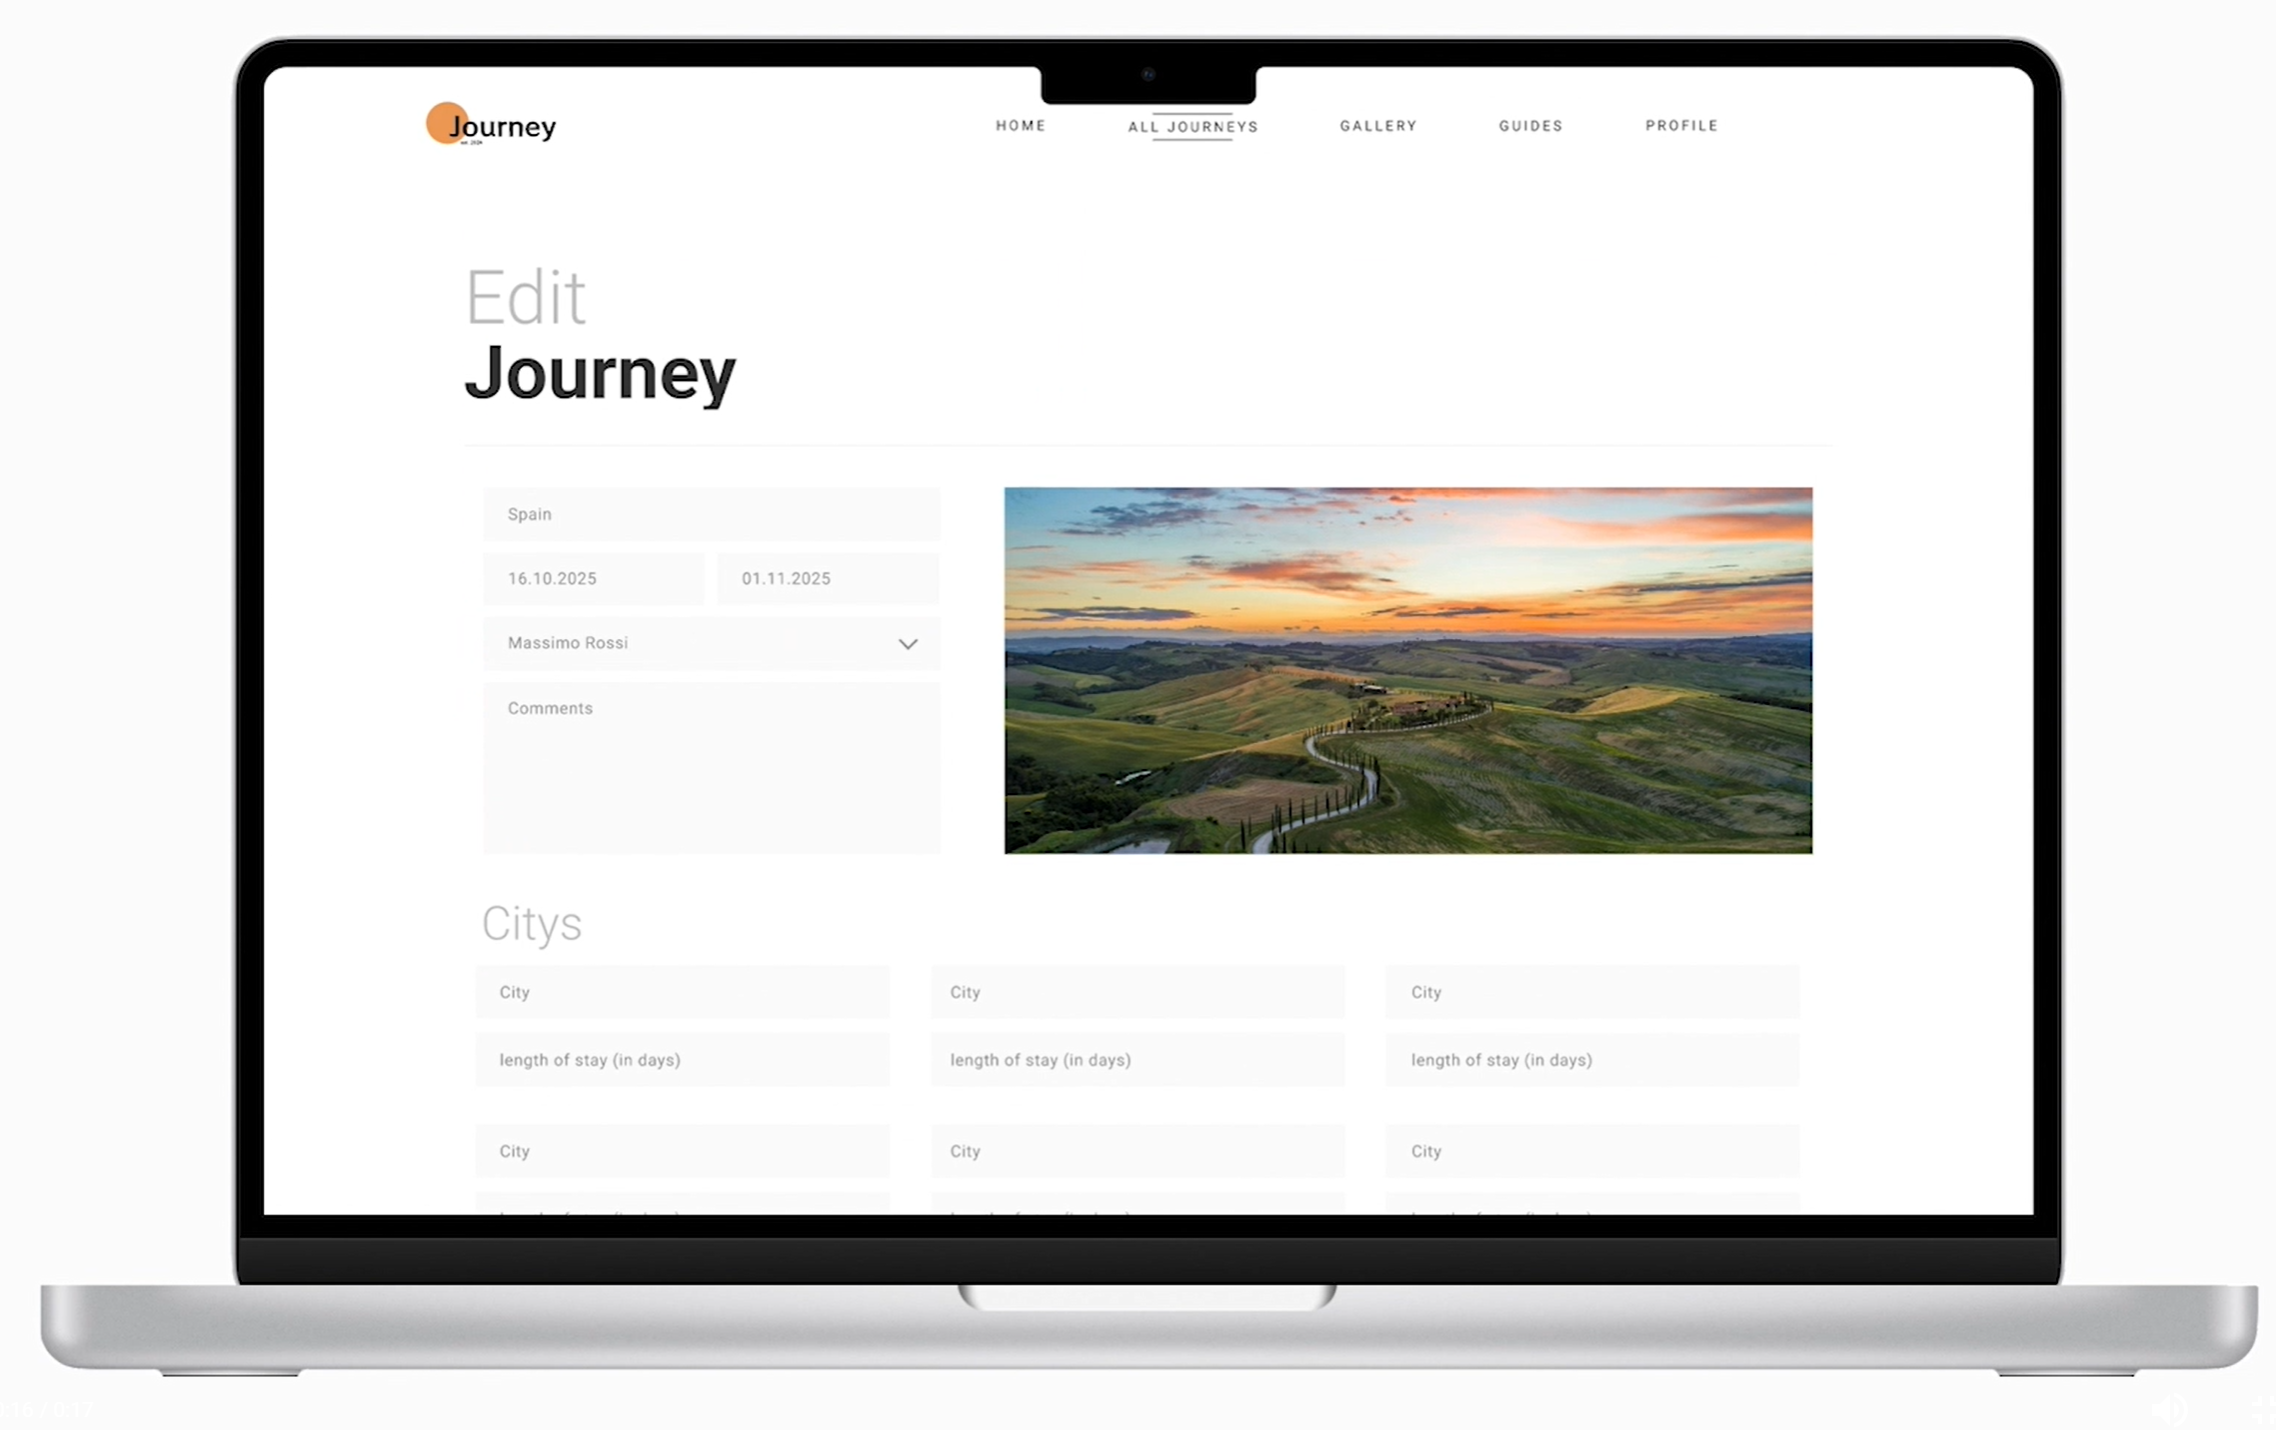 Journey
est. 2024
HOME
ALL JOURNEYS
GALLERY
GUIDES
PROFILE
Edit
Journey
Spain
16.10.2025
01.11.2025
Massimo Rossi
Comments
Citys
City
City
City
length of stay (in days)
length of stay (in days)
length of stay (in days)
City
City
City